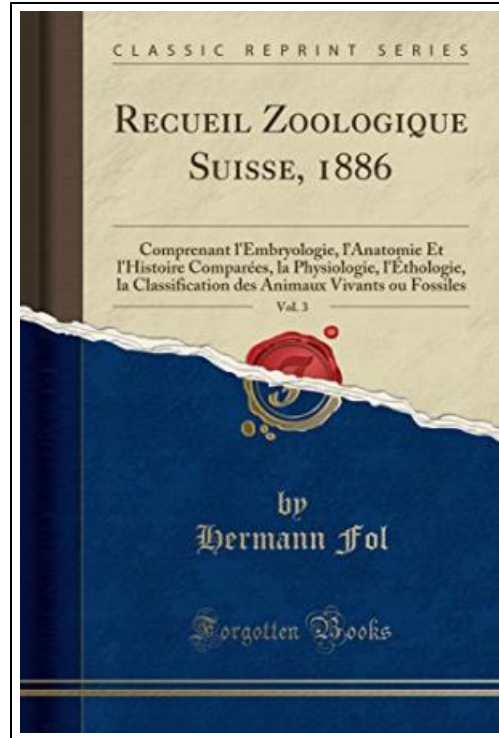 CLASSIC REPRINT SERIES
RECUEIL ZOOLOGIQUE
SUISSE, 1886
Comprenant l'Embryologie, l'Anatomie Et
l'Histoire Comparées, la Physiologie, l'Éthologie,
la Classification des Animaux Vivants ou Fossiles
Vol. 3
by
Hermann Fol
Forgotten Books